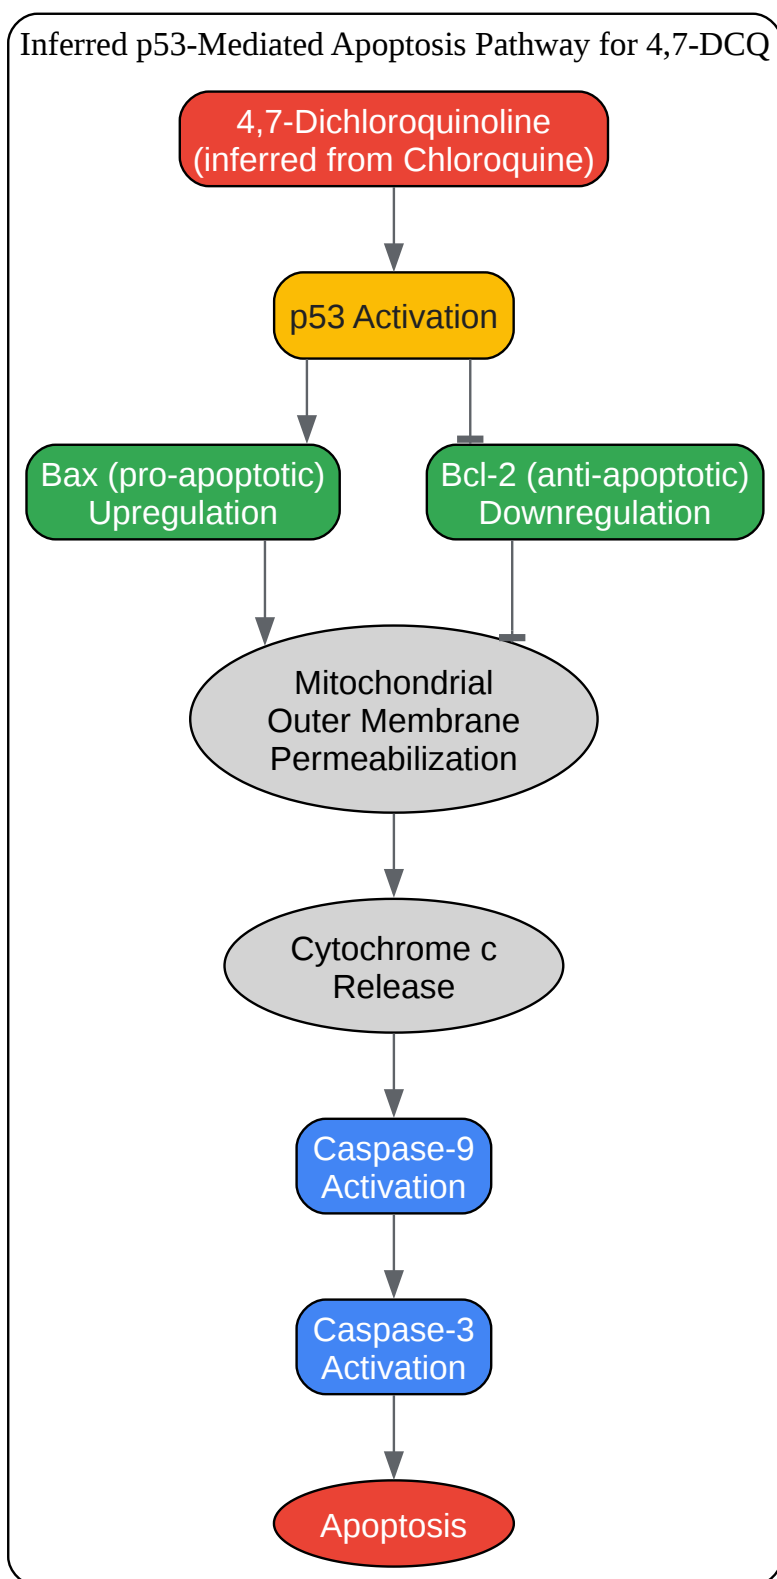 Inferred p53-Mediated Apoptosis Pathway for 4,7-DCQ
4,7-Dichloroquinoline
(inferred from Chloroquine)
p53 Activation
Bax (pro-apoptotic)
Upregulation
Bcl-2 (anti-apoptotic)
Downregulation
Mitochondrial
Outer Membrane
Permeabilization
Cytochrome c
Release
Caspase-9
Activation
Caspase-3
Activation
Apoptosis